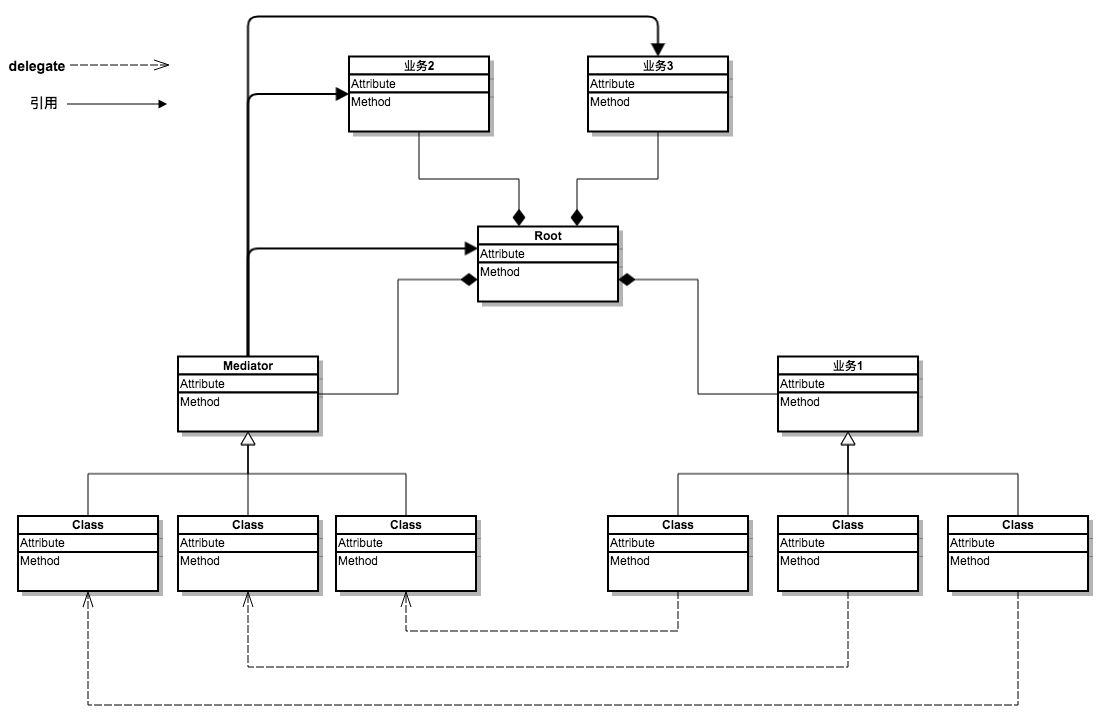 delegate
引用
业务2
Attribute
Method
业务3
Attribute
Method
Root
Attribute
Method
Mediator
Attribute
Method
业务1
Attribute
Method
Class
Attribute
Method
Class
Attribute
Method
Class
Attribute
Method
Class
Attribute
Method
Class
Attribute
Method
Class
Attribute
Method